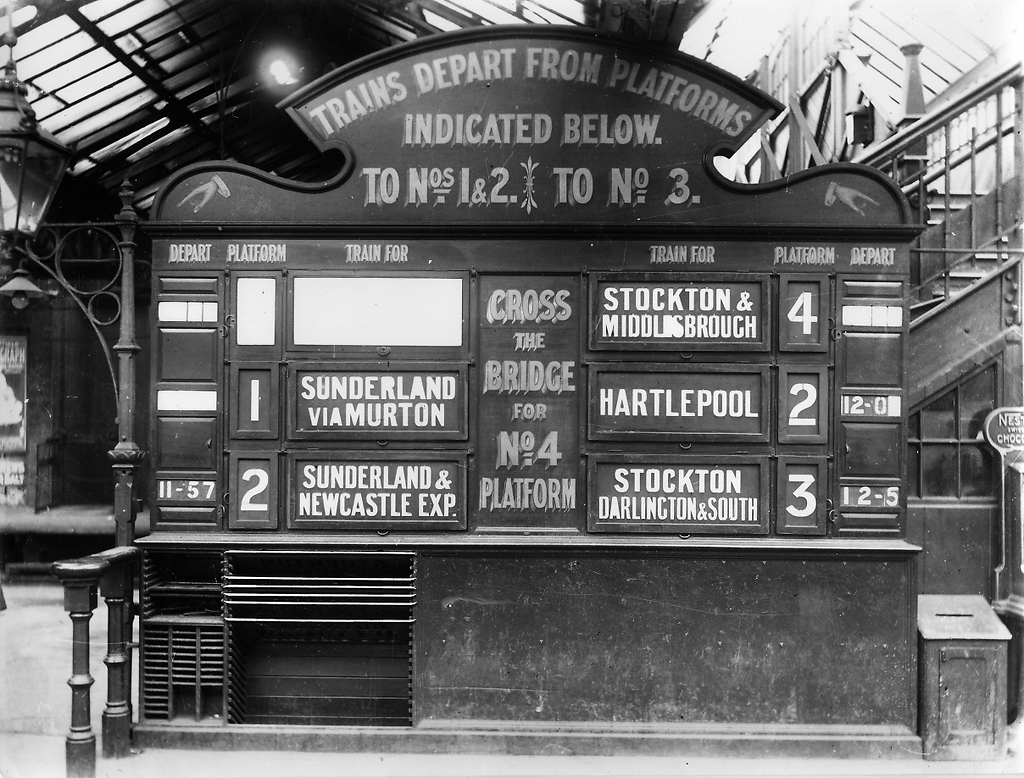 TRAINS DEPART FROM PLATFORMS
INDICATED BELOW.
TO Nos 1 & 2. TO No 3.
DEPART PLATFORM TRAIN FOR TRAIN FOR PLATFORM DEPART
1 SUNDERLAND
VIA MURTON
11-57 2 SUNDERLAND &
NEWCASTLE EXP.
CROSS
THE
BRIDGE
FOR
No 4
PLATFORM
STOCKTON &
MIDDLISBROUGH 4
HARTLEPOOL 2 12-0
STOCKTON
DARLINGTON & SOUTH 3 12-5